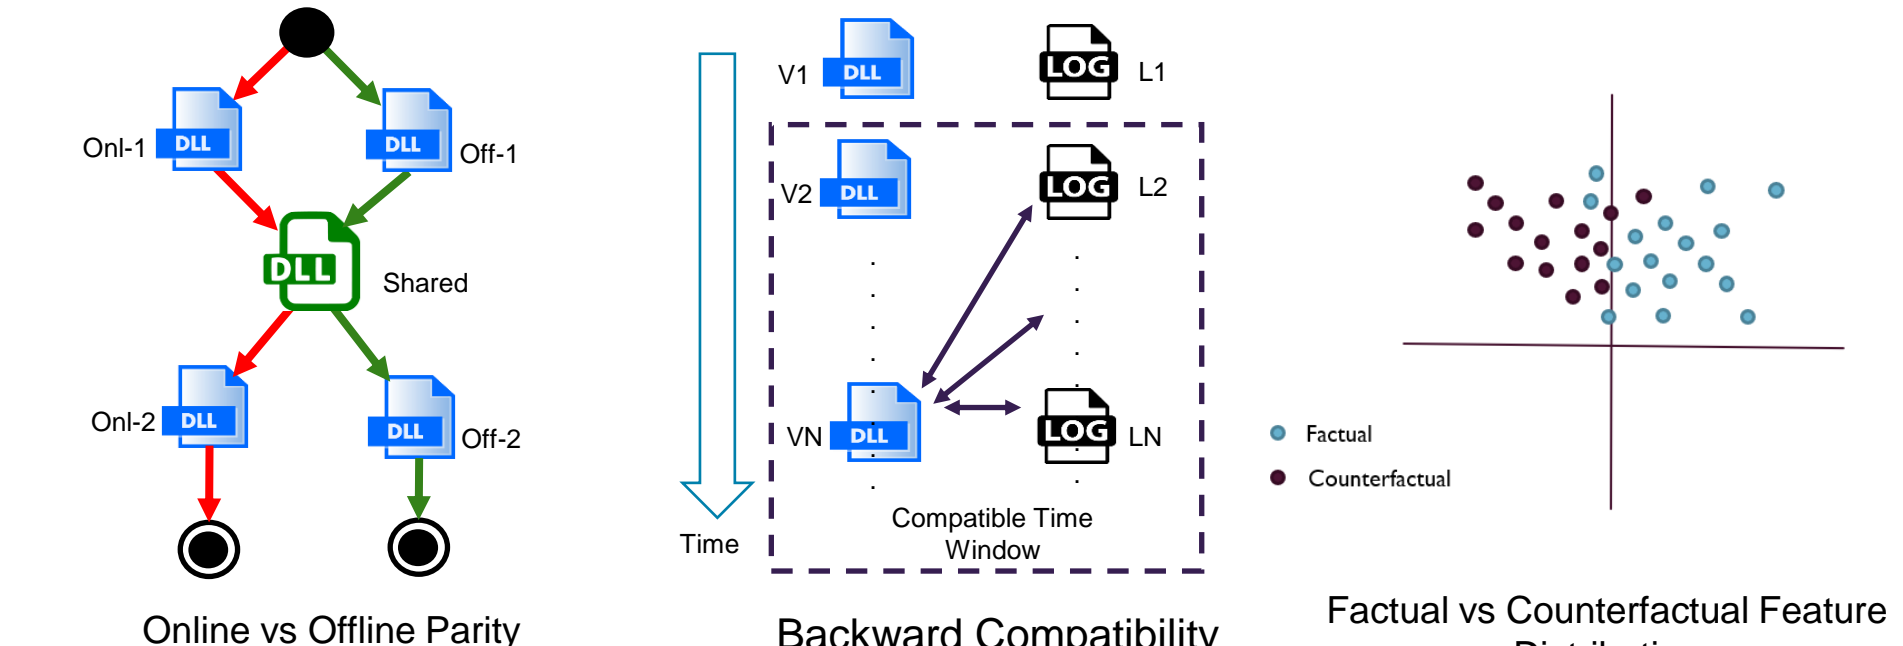 DLL
Onl-1
DLL
Off-1
DLL
Shared
Onl-2
DLL
DLL
Off-2
Online vs Offline Parity
V1
DLL
LOG
L1
V2
DLL
LOG
L2
VN
DLL
LOG
LN
Compatible Time
Window
Time
Backward Compatibility
Factual
Counterfactual
Factual vs Counterfactual Feature